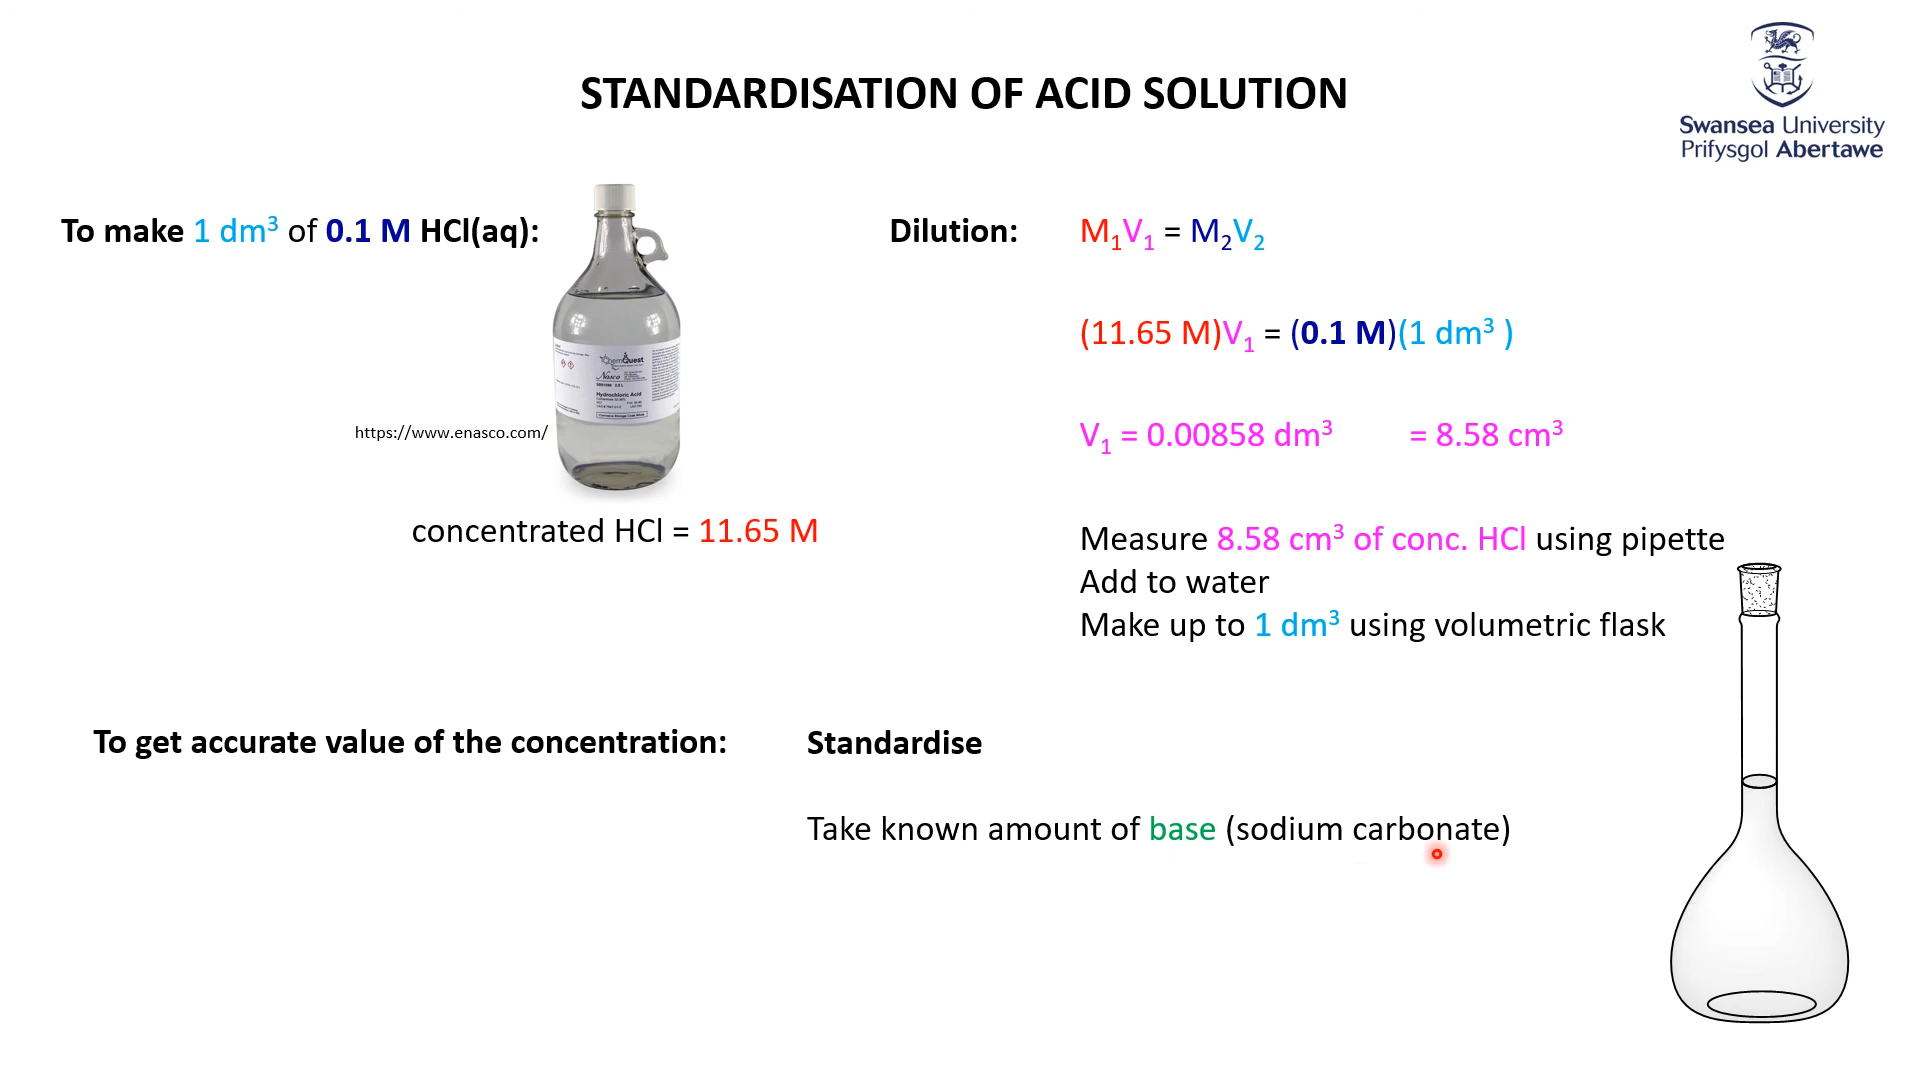 STANDARDISATION OF ACID SOLUTION
Swansea University
Prifysgol Abertawe
To make 1 dm³ of 0.1 M HCl(aq):
Dilution:
M₁V₁ = M₂V₂
(11.65 M)V₁ = (0.1 M)(1 dm³ )
ChemQuest
Nasco
Hydrochloric Acid
https://www.enasco.com/
V₁ = 0.00858 dm³ = 8.58 cm³
concentrated HCl = 11.65 M
Measure 8.58 cm³ of conc. HCl using pipette
Add to water
Make up to 1 dm³ using volumetric flask
To get accurate value of the concentration:
Standardise
Take known amount of base (sodium carbonate)